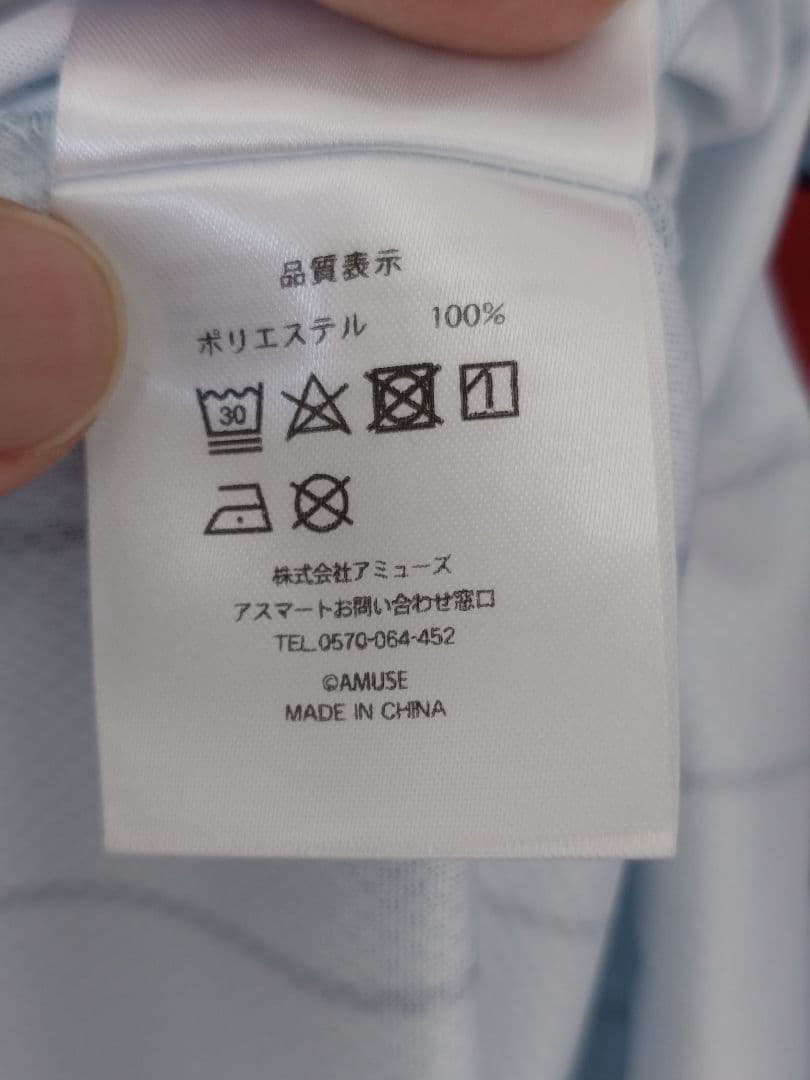 品質表示
ポリエステル 100%
30
株式会社アミューズ
アスマートお問い合わせ窓口
TEL.0570-064-452
©AMUSE
MADE IN CHINA